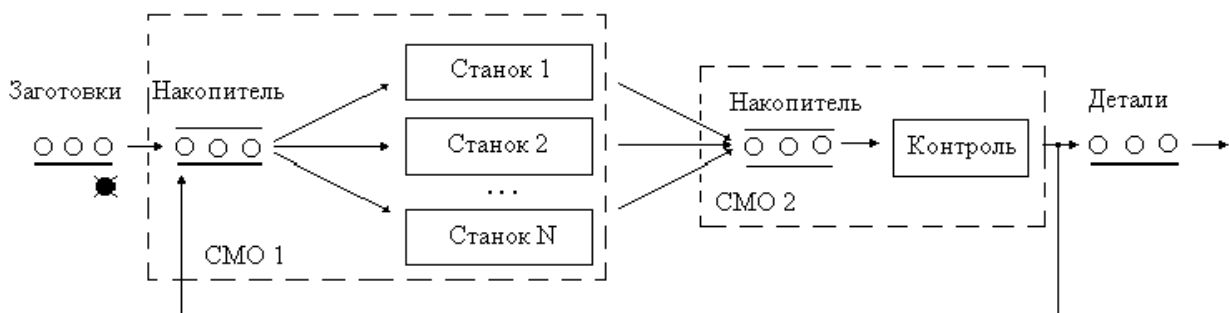 Заготовки
Накопитель
Станок 1
Станок 2
...
Станок N
СМО 1
Накопитель
Контроль
СМО 2
Детали